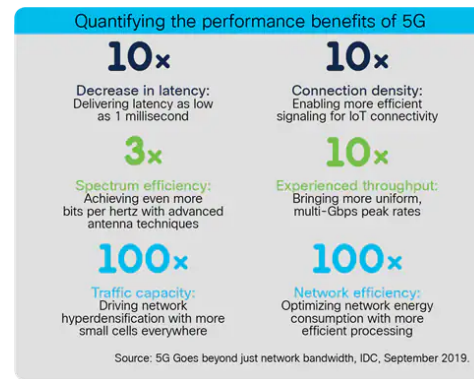 Quantifying the performance benefits of 5G
10x
Decrease in latency:
Delivering latency as low
as 1 millisecond
10x
Connection density:
Enabling more efficient
signaling for IoT connectivity
3x
Spectrum efficiency:
Achieving even more
bits per hertz with advanced
antenna techniques
10x
Experienced throughput:
Bringing more uniform,
multi-Gbps peak rates
100x
Traffic capacity:
Driving network
hyperdensification with more
small cells everywhere
100x
Network efficiency:
Optimizing network energy
consumption with more
efficient processing
Source: 5G Goes beyond just network bandwidth, IDC, September 2019.